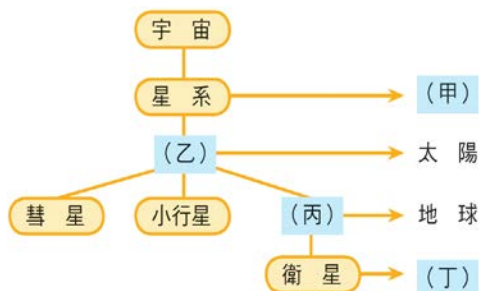 宇宙
星系
（甲）
（乙）
太陽
彗星
小行星
（丙）
地球
衛星
（丁）